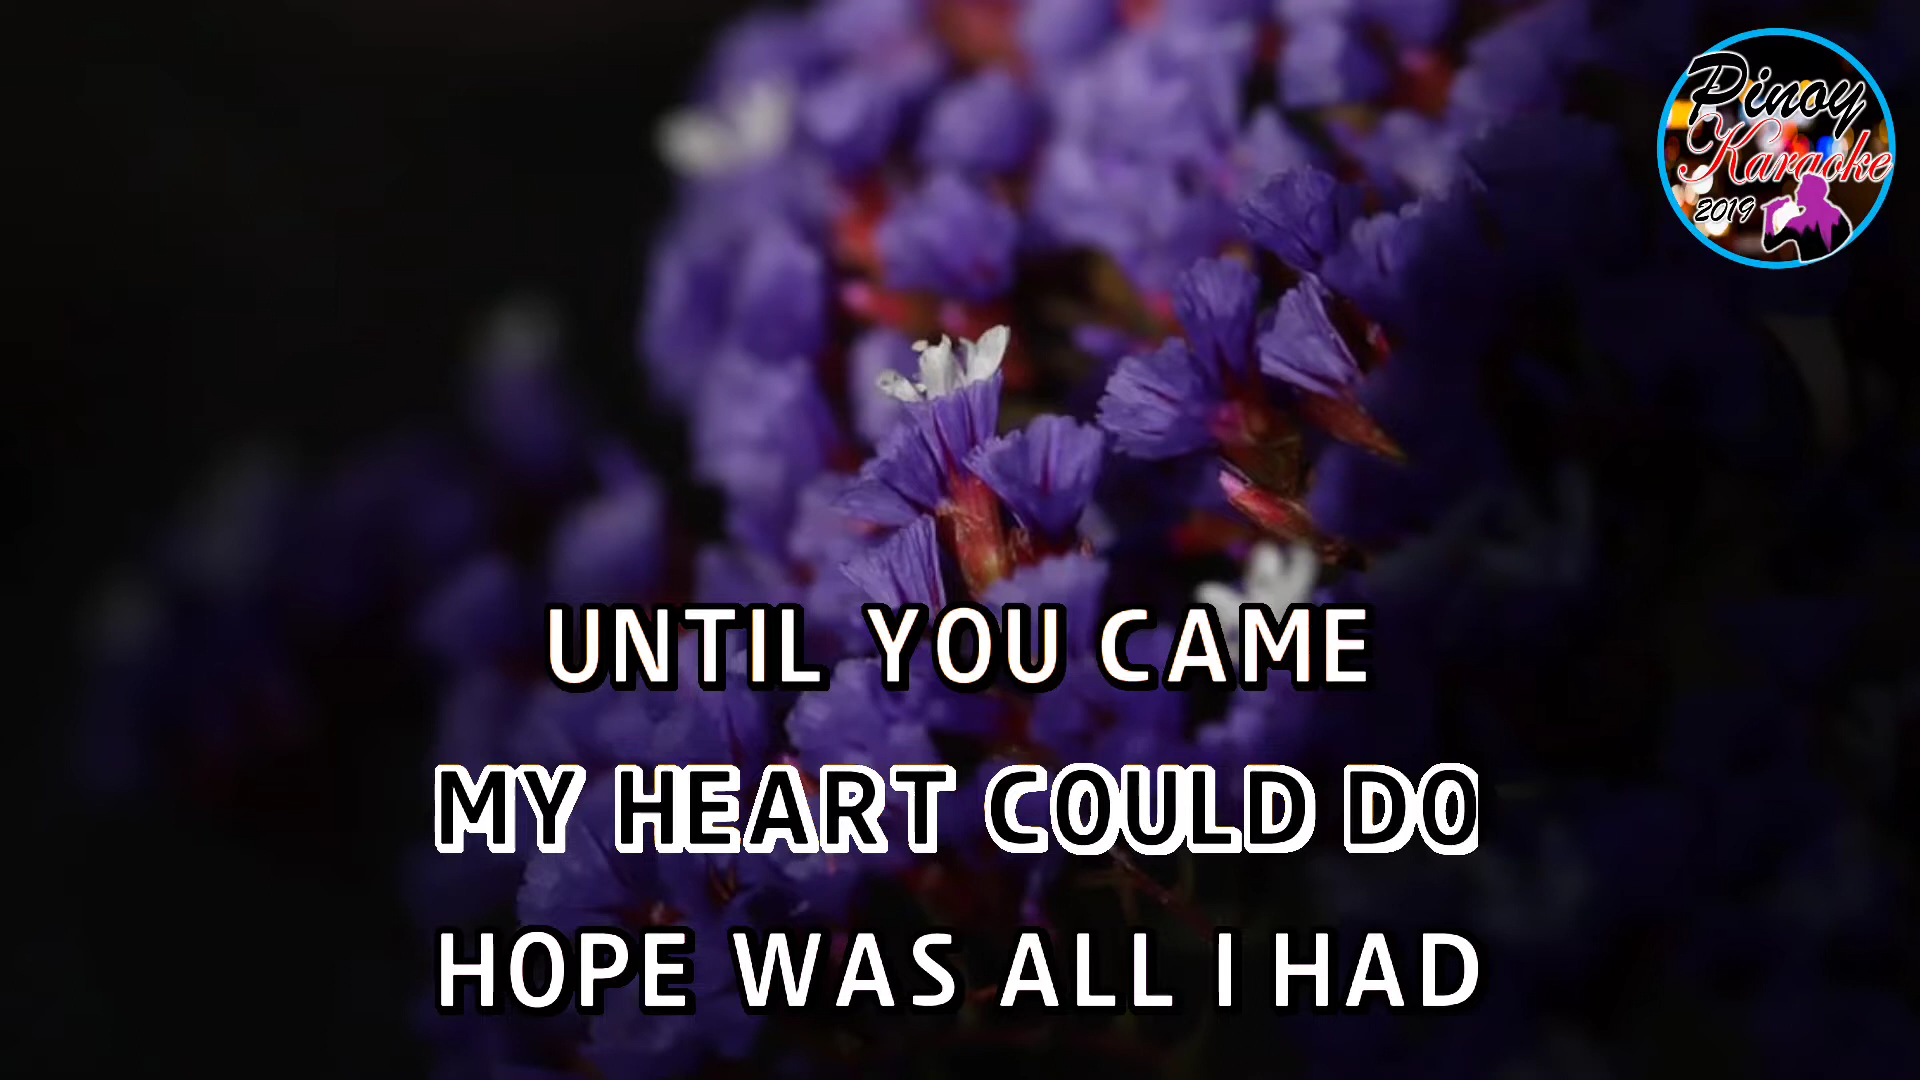 Pinoy
Karaoke
2019
UNTIL YOU CAME
MY HEART COULD DO
HOPE WAS ALL I HAD